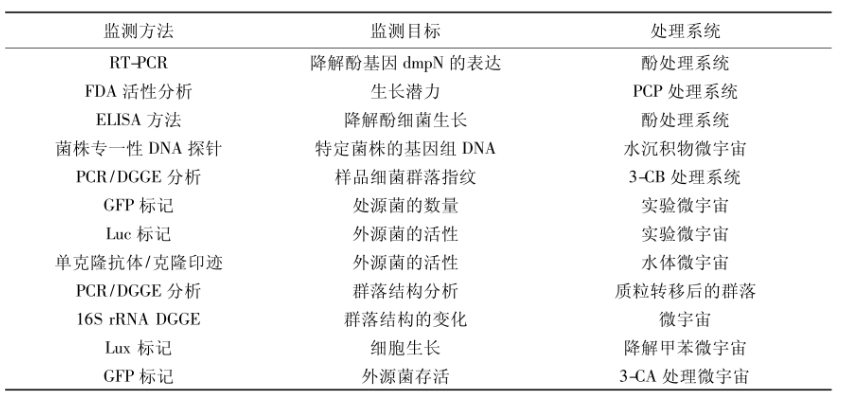 监测方法 监测目标 处理系统
RT-PCR 降解酚基因 dmpN 的表达 酚处理系统
FDA 活性分析 生长潜力 PCP 处理系统
ELISA 方法 降解酚细菌生长 酚处理系统
菌株专一性 DNA 探针 特定菌株的基因组 DNA 水沉积物微宇宙
PCR/DGGE 分析 样品细菌群落指纹 3-CB 处理系统
GFP 标记 处源菌的数量 实验微宇宙
Luc 标记 外源菌的活性 实验微宇宙
单克隆抗体/克隆印迹 外源菌的活性 水体微宇宙
PCR/DGGE 分析 群落结构分析 质粒转移后的群落
16S rRNA DGGE 群落结构的变化 微宇宙
Lux 标记 细胞生长 降解甲苯微宇宙
GFP 标记 外源菌存活 3-CA 处理微宇宙